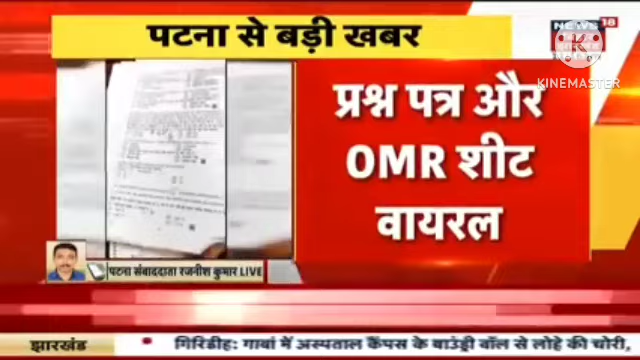 पटना से बड़ी खबर
NEWS 18
KINEMASTER
प्रश्न पत्र और
OMR शीट
वायरल
पटना संवाददाता रजनीश कुमार LIVE
झारखंड
गिरिडीह: गावां में अस्पताल कैंपस के बाउंड्री वॉल से लोहे की चोरी,